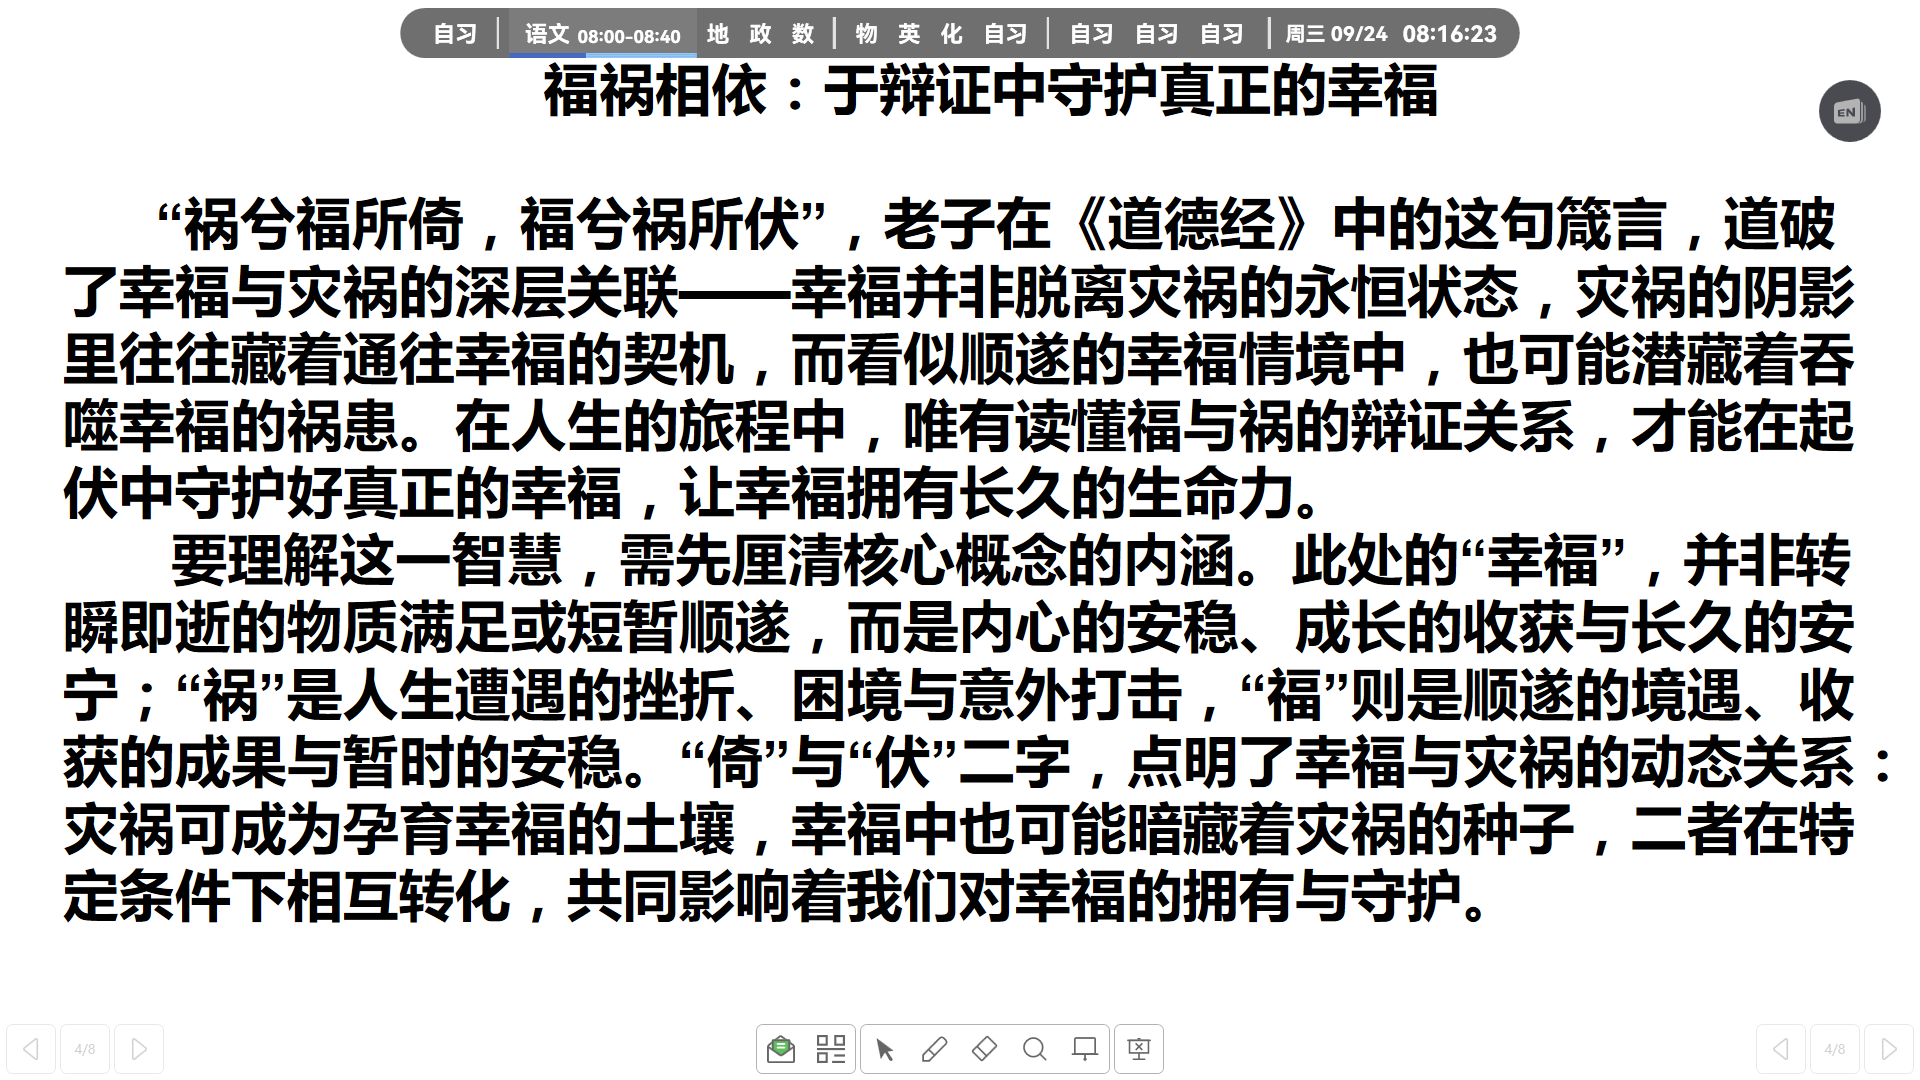 自习 语文 08:00-08:40 地 政 数 物 英 化 自习 自习 自习 自习 周三 09/24 08:16:23
福祸相依：于辩证中守护真正的幸福
EN
“祸兮福所倚，福兮祸所伏”，老子在《道德经》中的这句箴言，道破
了幸福与灾祸的深层关联——幸福并非脱离灾祸的永恒状态，灾祸的阴影
里往往藏着通往幸福的契机，而看似顺遂的幸福情境中，也可能潜藏着吞
噬幸福的祸患。在人生的旅程中，唯有读懂福与祸的辩证关系，才能在起
伏中守护好真正的幸福，让幸福拥有长久的生命力。
要理解这一智慧，需先厘清核心概念的内涵。此处的“幸福”，并非转
瞬即逝的物质满足或短暂顺遂，而是内心的安稳、成长的收获与长久的安
宁；“祸”是人生遭遇的挫折、困境与意外打击，“福”则是顺遂的境遇、收
获的成果与暂时的安稳。“倚”与“伏”二字，点明了幸福与灾祸的动态关系：
灾祸可成为孕育幸福的土壤，幸福中也可能暗藏着灾祸的种子，二者在特
定条件下相互转化，共同影响着我们对幸福的拥有与守护。
4/8
4/8